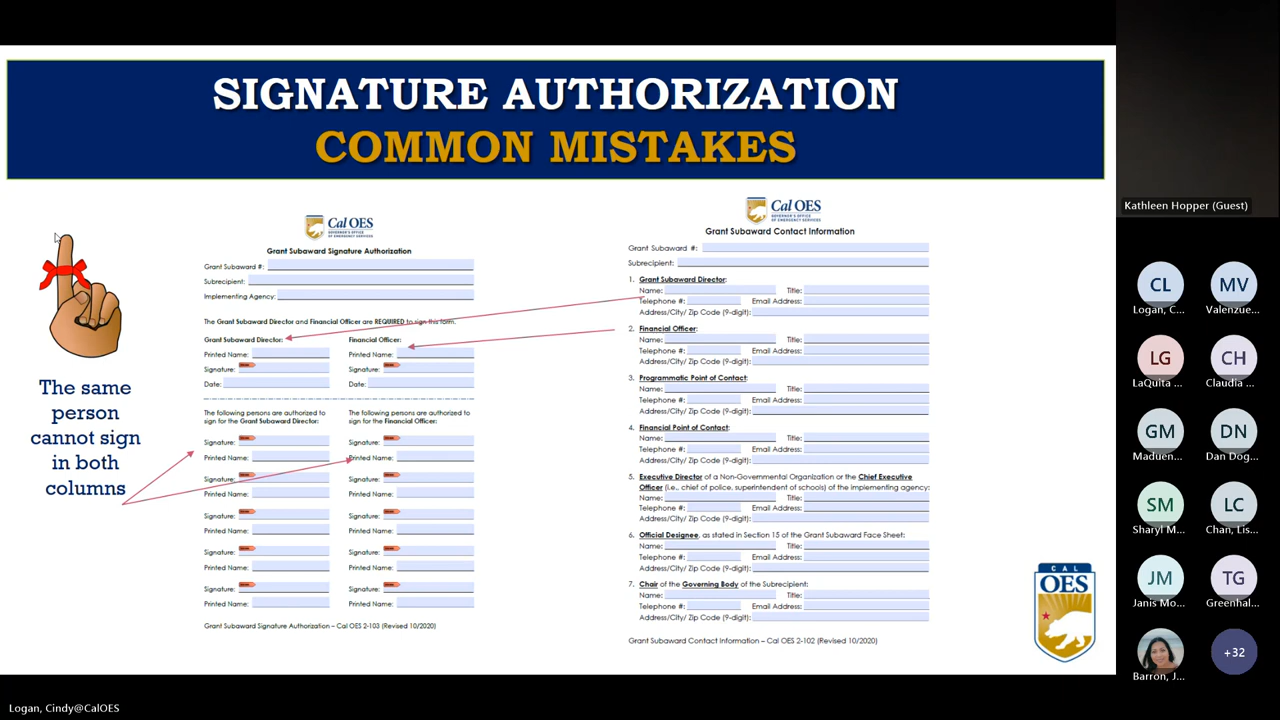 SIGNATURE AUTHORIZATION
COMMON MISTAKES
The same
person
cannot sign
in both
columns
Cal OES
GOVERNOR'S OFFICE
OF EMERGENCY SERVICES
Grant Subaward Signature Authorization
Grant Subaward #:
Subrecipient:
Implementing Agency:
The Grant Subaward Director and Financial Officer are REQUIRED to sign this form.
Grant Subaward Director: Financial Officer:
Printed Name: Printed Name:
Signature: Signature:
Date: Date:
The following persons are authorized to The following persons are authorized to
sign for the Grant Subaward Director: sign for the Financial Officer:
Signature: Signature:
Printed Name: Printed Name:
Signature: Signature:
Printed Name: Printed Name:
Signature: Signature:
Printed Name: Printed Name:
Signature: Signature:
Printed Name: Printed Name:
Signature: Signature:
Printed Name: Printed Name:
Grant Subaward Signature Authorization – Cal OES 2-103 (Revised 10/2020)
Cal OES
GOVERNOR'S OFFICE
OF EMERGENCY SERVICES
Grant Subaward Contact Information
Grant Subaward #:
Subrecipient:
1. Grant Subaward Director:
Name: Title:
Telephone #: Email Address:
Address/City/ Zip Code (9-digit):
2. Financial Officer:
Name: Title:
Telephone #: Email Address:
Address/City/ Zip Code (9-digit):
3. Programmatic Point of Contact:
Name: Title:
Telephone #: Email Address:
Address/City/ Zip Code (9-digit):
4. Financial Point of Contact:
Name: Title:
Telephone #: Email Address:
Address/City/ Zip Code (9-digit):
5. Executive Director of a Non-Governmental Organization or the Chief Executive
Officer (i.e., chief of police, superintendent of schools) of the implementing agency:
Name: Title:
Telephone #: Email Address:
Address/City/ Zip Code (9-digit):
6. Official Designee, as stated in Section 15 of the Grant Subaward Face Sheet:
Name: Title:
Telephone #: Email Address:
Address/City/ Zip Code (9-digit):
7. Chair of the Governing Body of the Subrecipient:
Name: Title:
Telephone #: Email Address:
Address/City/ Zip Code (9-digit):
Grant Subaward Contact Information – Cal OES 2-102 (Revised 10/2020)
CAL
OES
Kathleen Hopper (Guest)
CL MV
Logan, C... Valenzue...
LG CH
LaQuita ... Claudia ...
GM DN
Maduen... Dan Dog...
SM LC
Sharyl M... Chan, Lis...
JM TG
Janis Mo... Greenhal...
+32
Barron, J...
Logan, Cindy@CalOES